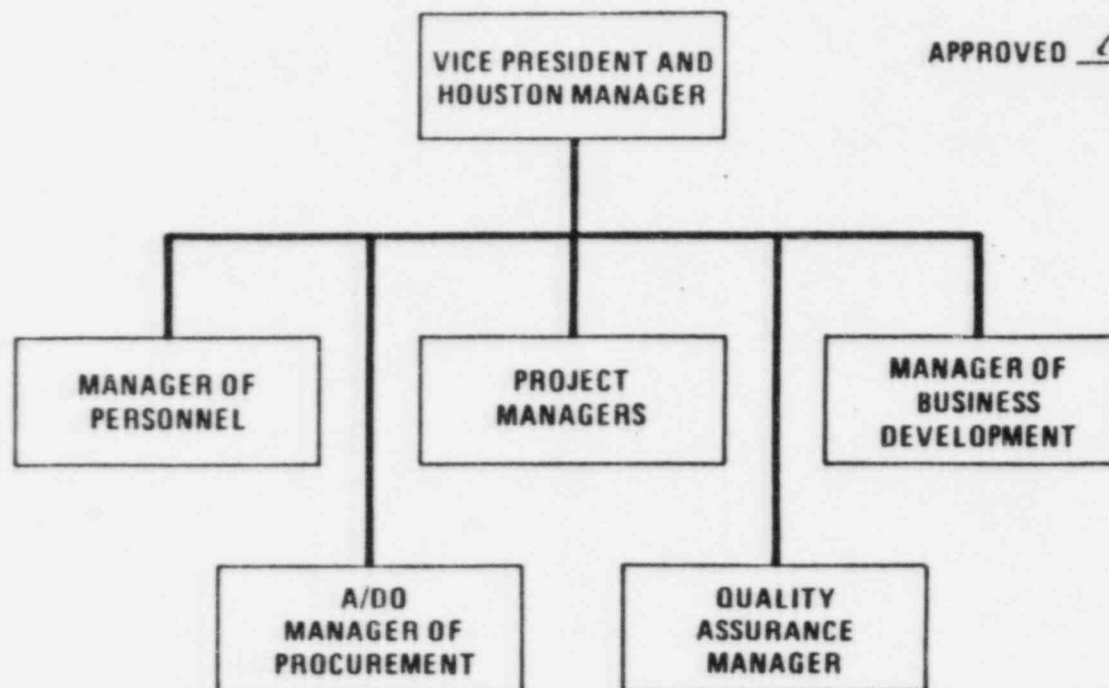 VICE PRESIDENT AND
HOUSTON MANAGER
APPROVED
MANAGER OF
PERSONNEL
PROJECT
MANAGERS
MANAGER OF
BUSINESS
DEVELOPMENT
A/DO
MANAGER OF
PROCUREMENT
QUALITY
ASSURANCE
MANAGER